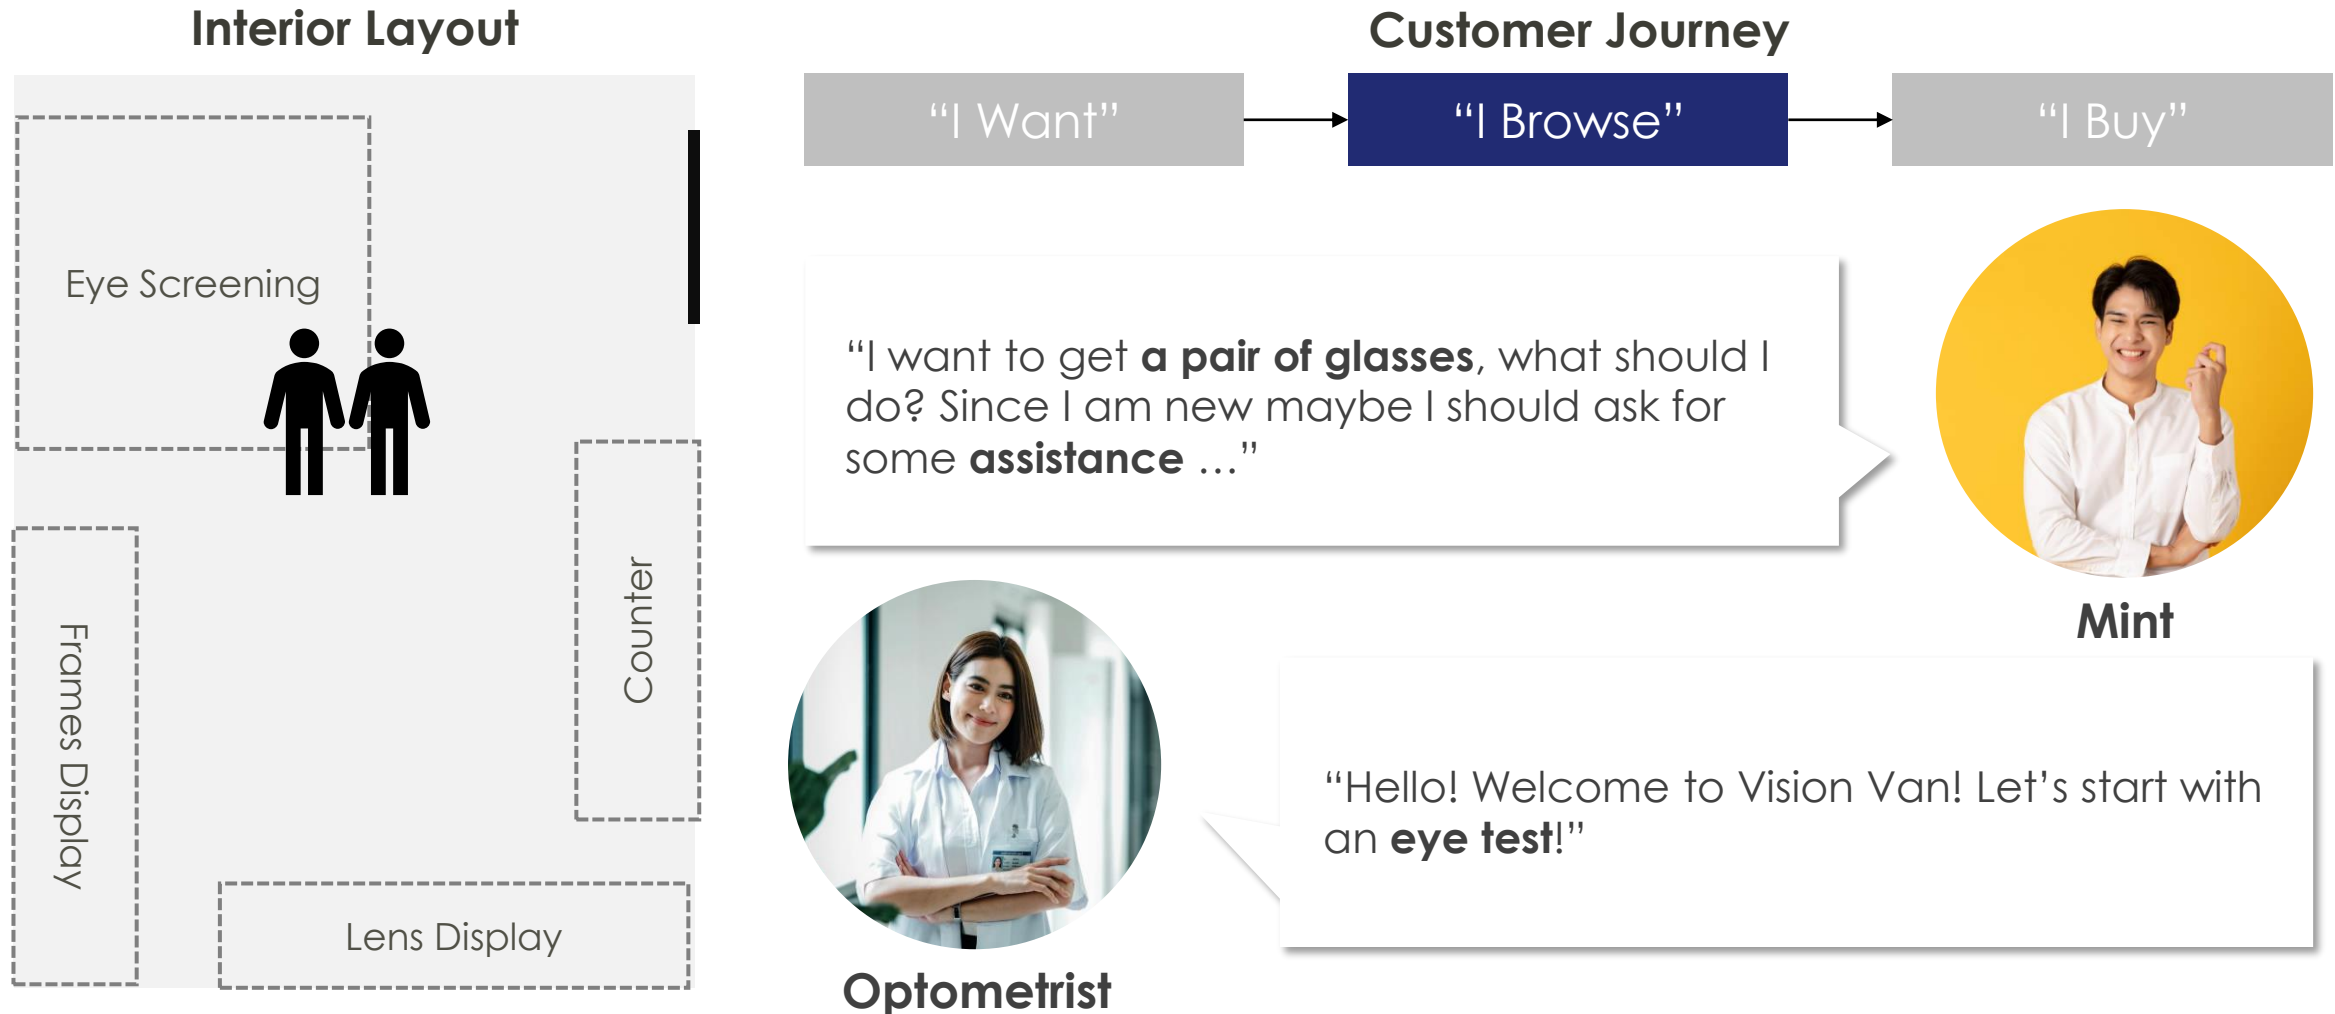 Interior Layout
Eye Screening
Counter
Frames Display
Lens Display
Customer Journey
“I Want”
“I Browse”
“I Buy”
“I want to get a pair of glasses, what should I
do? Since I am new maybe I should ask for
some assistance …”
Mint
Optometrist
“Hello! Welcome to Vision Van! Let’s start with
an eye test!”